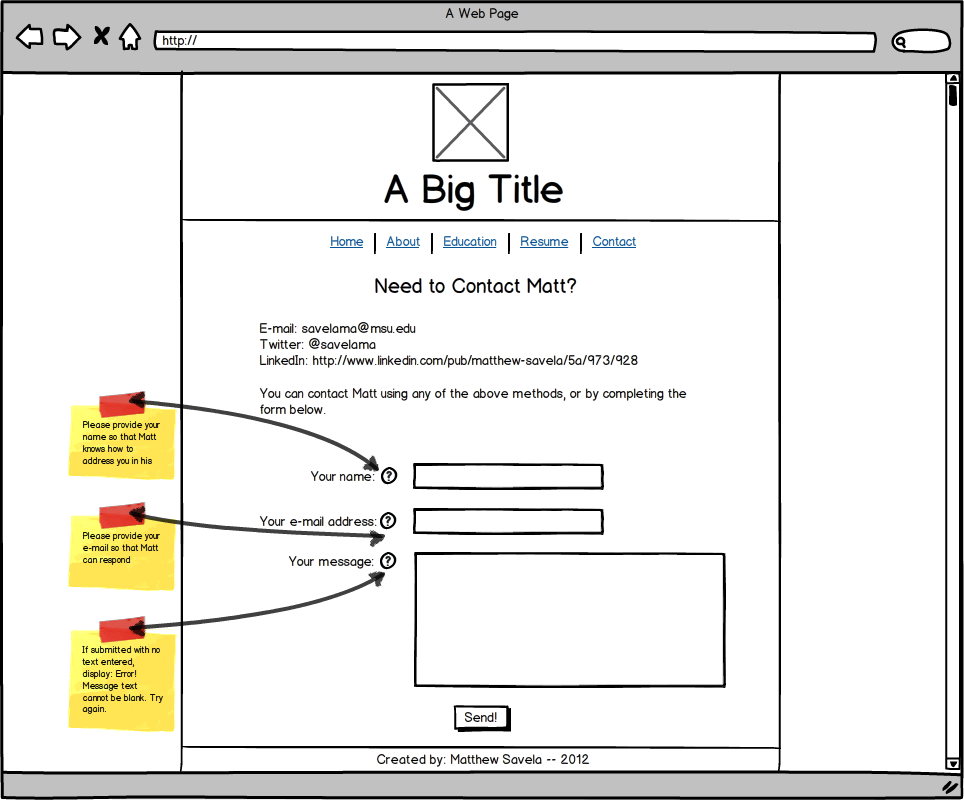 A Web Page
http://
A Big Title
Home
About
Education
Resume
Contact
Need to Contact Matt?
E-mail: savelama@msu.edu
Twitter: @savelama
LinkedIn: http://www.linkedin.com/pub/matthew-savela/5a/973/928
You can contact Matt using any of the above methods, or by completing the
form below.
Please provide your
name so that Matt
knows how to
address you in his
Your name: ?
Please provide your
e-mail so that Matt
can respond
Your e-mail address: ?
Your message: ?
If submitted with no
text entered,
display: Error!
Message text
cannot be blank. Try
again.
Send!
Created by: Matthew Savela -- 2012